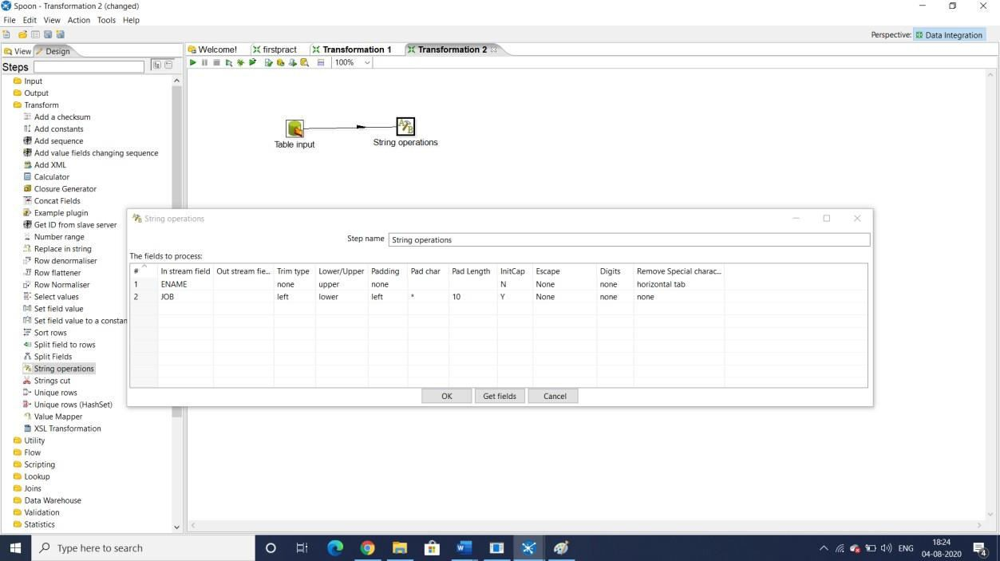 Spoon - Transformation 2 (changed)
File Edit View Action Tools Help
Perspective: Data Integration
View Design
Welcome! firstpract Transformation 1 Transformation 2
Steps
100%
Input
Output
Transform
Add a checksum
Add constants
Add sequence
Add value fields changing sequence
Add XML
Calculator
Closure Generator
Concat Fields
Example plugin
Get ID from slave server
Number range
Replace in string
Row denormaliser
Row flattener
Row Normaliser
Select values
Set field value
Set field value to a constan
Sort rows
Split field to rows
Split Fields
String operations
Strings cut
Unique rows
Unique rows (HashSet)
Value Mapper
XSL Transformation
Utility
Flow
Scripting
Lookup
Joins
Data Warehouse
Validation
Statistics
Table input
String operations
String operations
Step name String operations
The fields to process:
# In stream field Out stream fie... Trim type Lower/Upper Padding Pad char Pad Length InitCap Escape Digits Remove Special charac...
1 ENAME none upper none N None none horizontal tab
2 JOB left lower left * 10 Y None none none
OK Get fields Cancel
Type here to search
ENG
18:24
04-08-2020
4